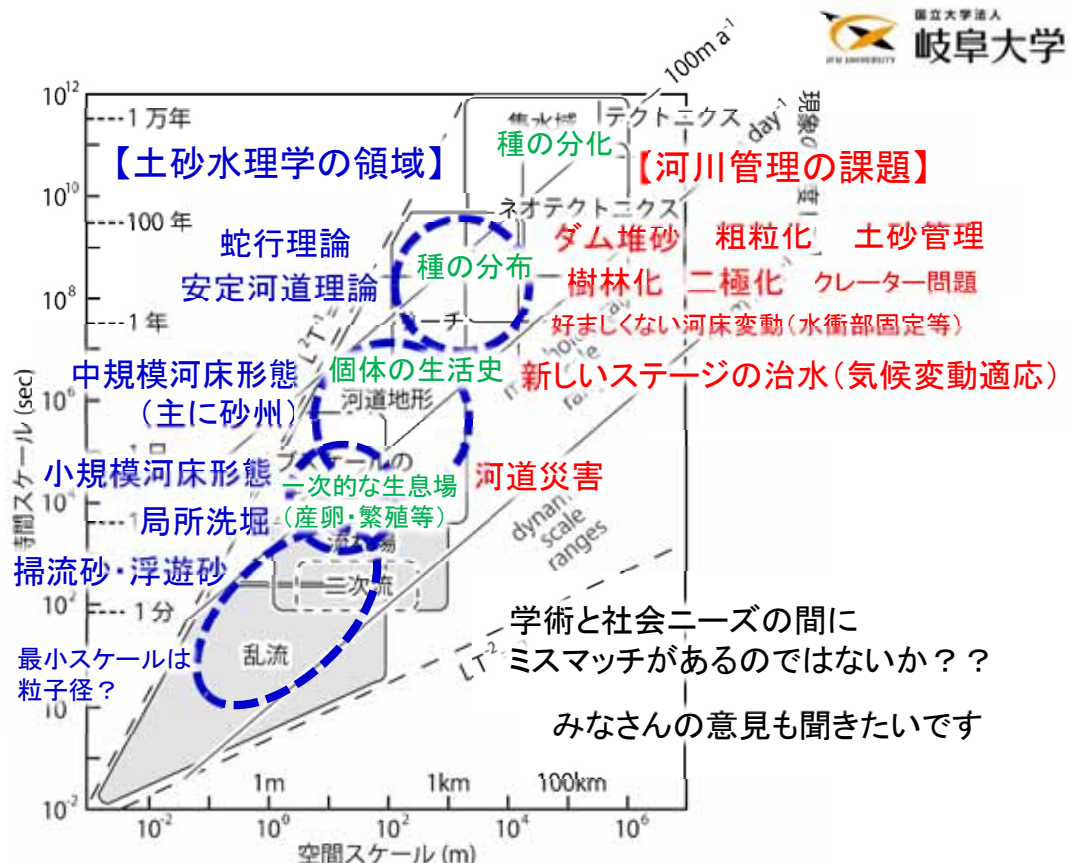 国立大学法人
岐阜大学
GIFU UNIVERSITY
100m a⁻¹
10¹²
1万年
集水域
テクトニクス
day⁻¹
種の分化
【土砂水理学の領域】
【河川管理の課題】
10¹⁰
100年
ネオテクトニクス
蛇行理論
種の分布
ダム堆砂 粗粒化 土砂管理
安定河道理論
樹林化 二極化 クレーター問題
10⁸
1年
好ましくない河床変動(水衝部固定等)
L²T⁻¹
中規模河床形態
(主に砂州)
個体の生活史
河道地形
新しいステージの治水(気候変動適応)
10⁶
1日
小規模河床形態
一次的な生息場
(産卵・繁殖等)
河道災害
10⁴
局所洗堀
dynamic
scale
ranges
掃流砂・浮遊砂
二次流
10²
1分
学術と社会ニーズの間に
ミスマッチがあるのではないか??
LT⁻²
最小スケールは
粒子径?
乱流
みなさんの意見も聞きたいです
1m 1km 100km
10⁻²
10⁻² 10⁰ 10² 10⁴ 10⁶
空間スケール (m)
時間スケール (sec)